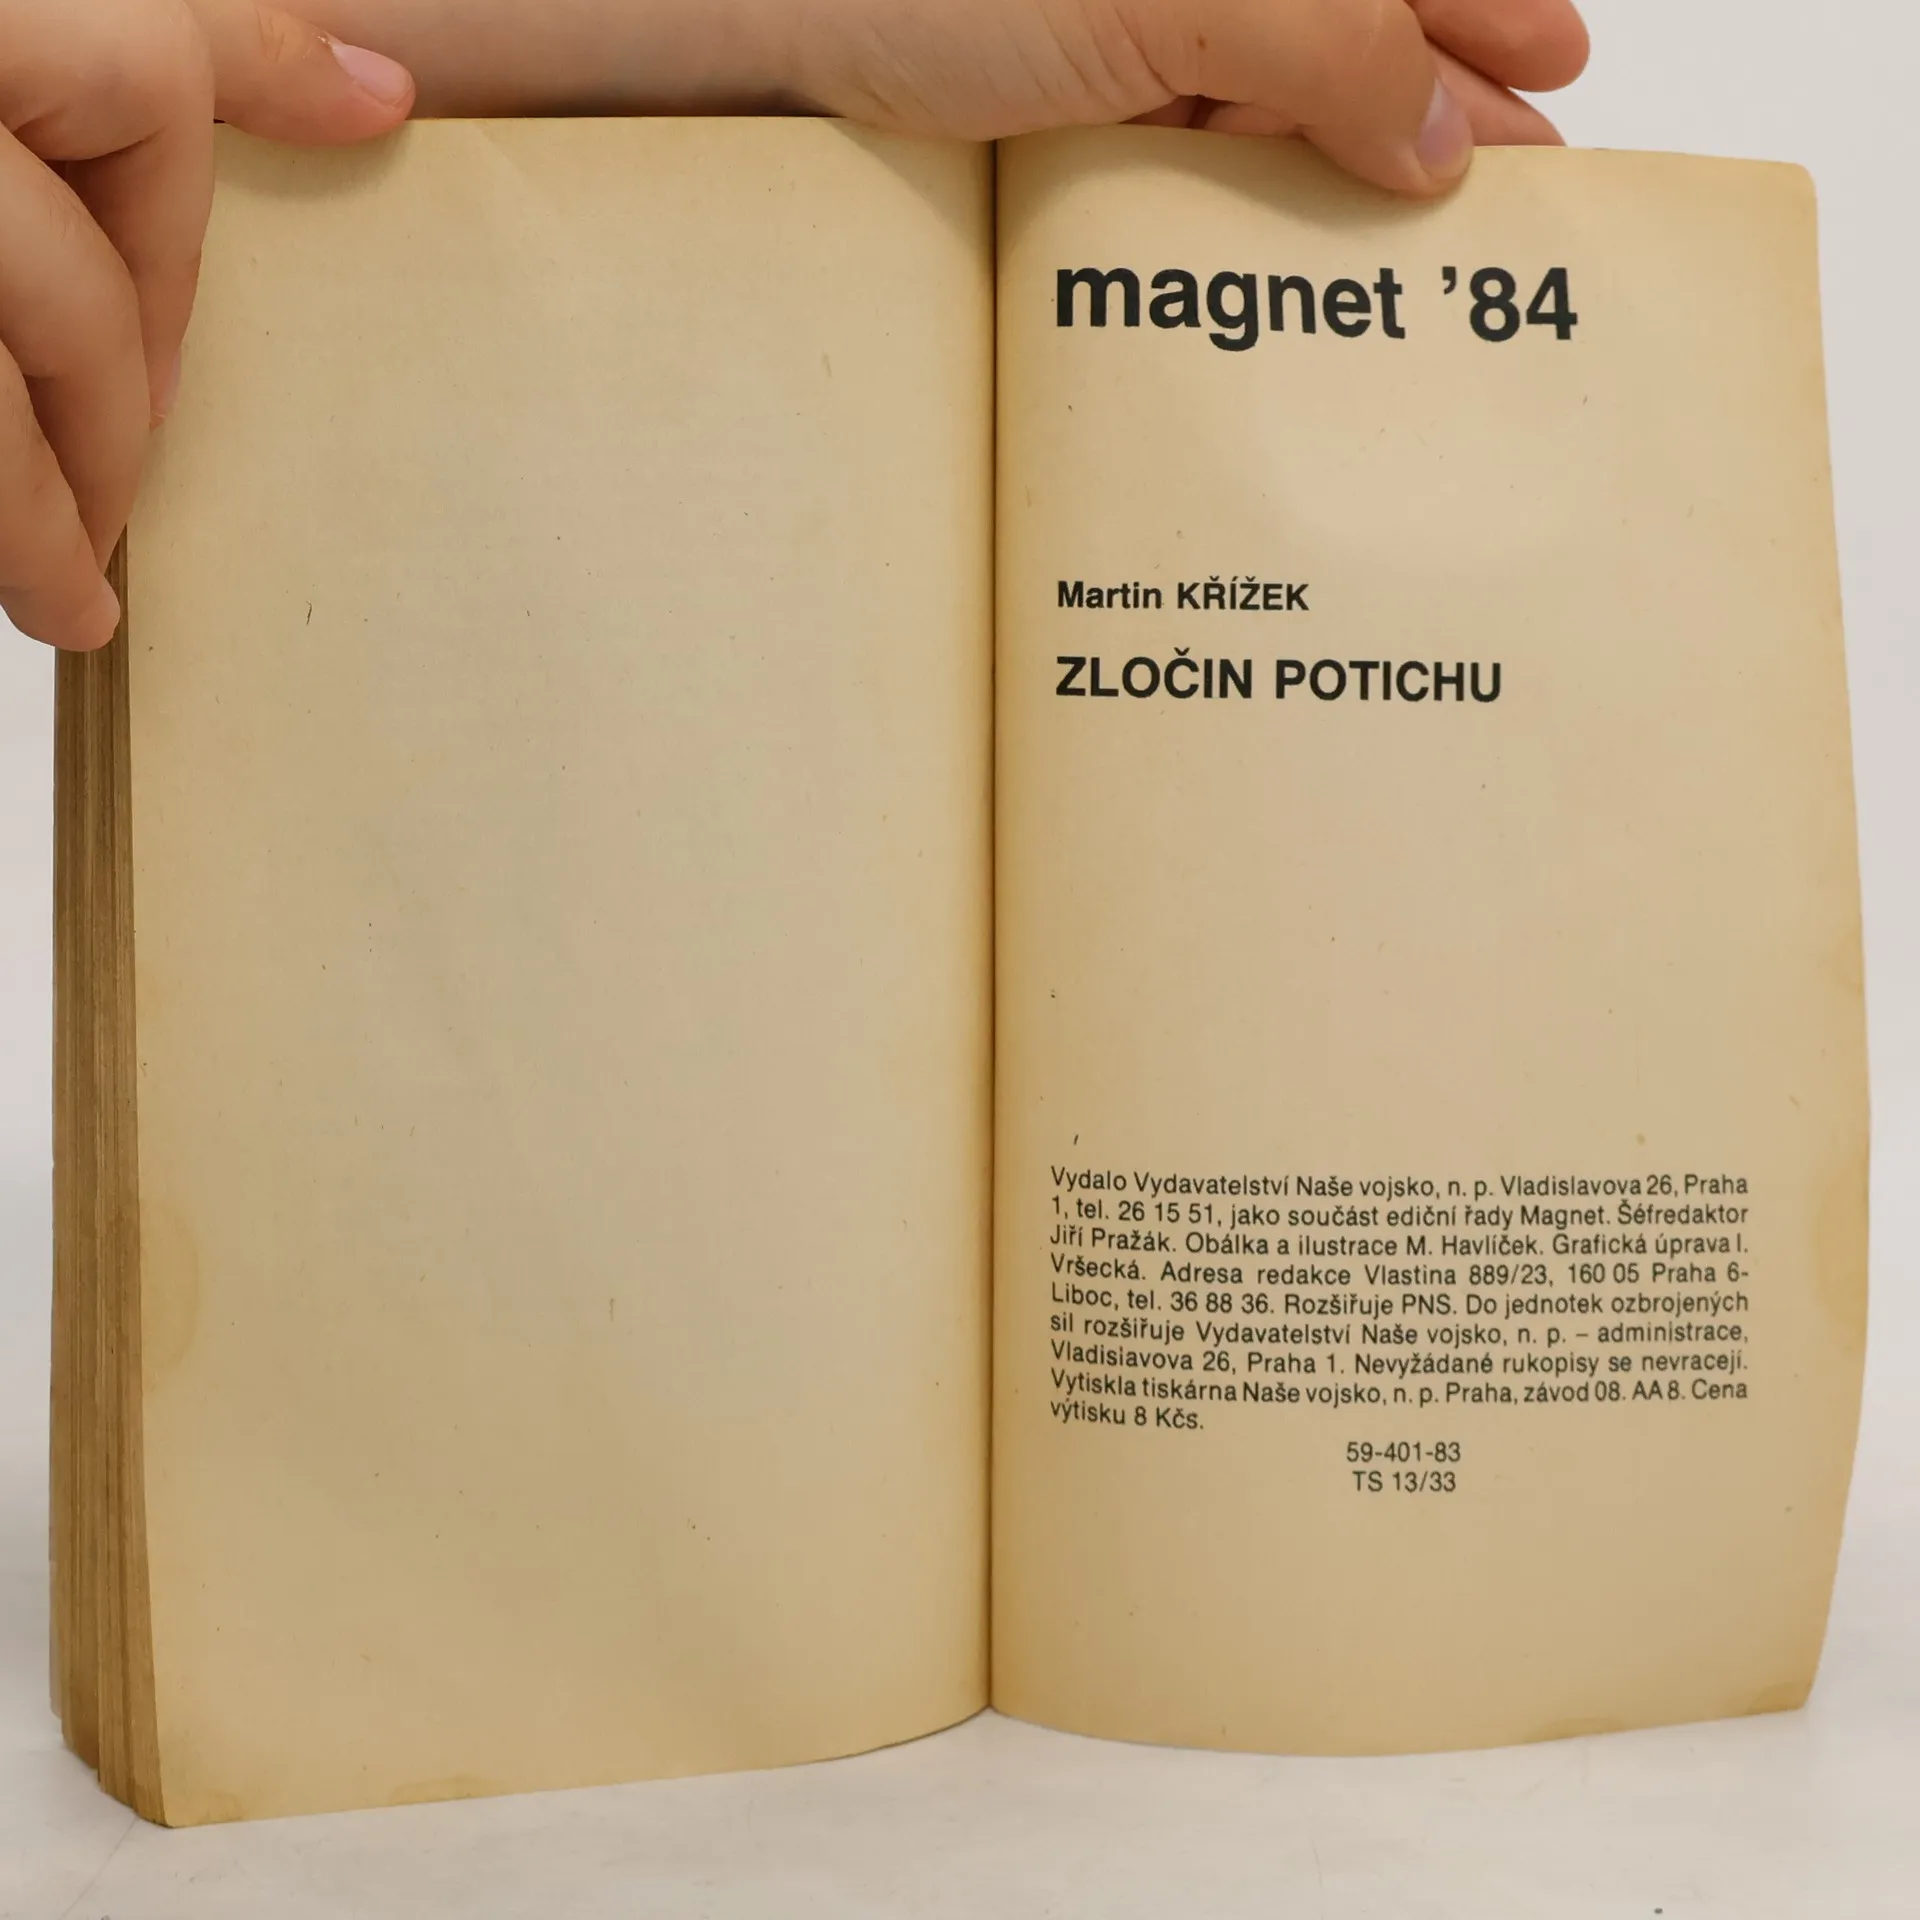 magnet ’84
Martin KŘÍŽEK
ZLOČIN POTICHU
Vydalo Vydavatelství Naše vojsko, n. p. Vladislavova 26, Praha
1, tel. 26 15 51, jako součást ediční řady Magnet. Šéfredaktor
Jiří Pražák. Obálka a ilustrace M. Havlíček. Grafická úprava I.
Vršecká. Adresa redakce Vlastina 889/23, 160 05 Praha 6-
Liboc, tel. 36 88 36. Rozšiřuje PNS. Do jednotek ozbrojených
sil rozšiřuje Vydavatelství Naše vojsko, n. p. – administrace,
Vladislavova 26, Praha 1. Nevyžádané rukopisy se nevracejí.
Vytiskla tiskárna Naše vojsko, n. p. Praha, závod 08. AA 8. Cena
výtisku 8 Kčs.
59-401-83
TS 13/33